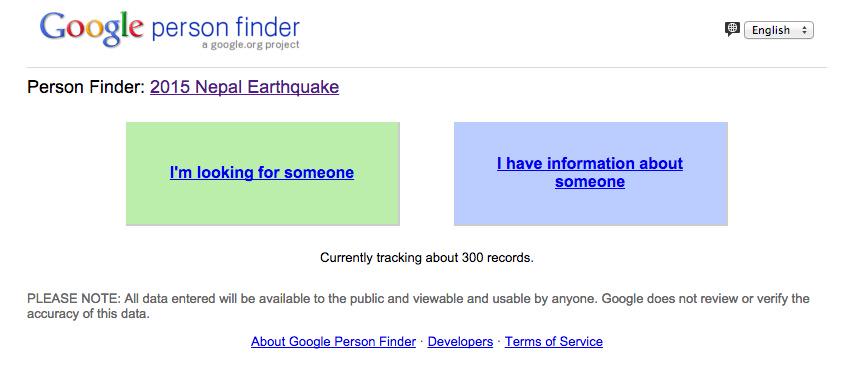 Google person finder
a google.org project
English
Person Finder: 2015 Nepal Earthquake
I'm looking for someone
I have information about
someone
Currently tracking about 300 records.
PLEASE NOTE: All data entered will be available to the public and viewable and usable by anyone. Google does not review or verify the
accuracy of this data.
About Google Person Finder · Developers · Terms of Service